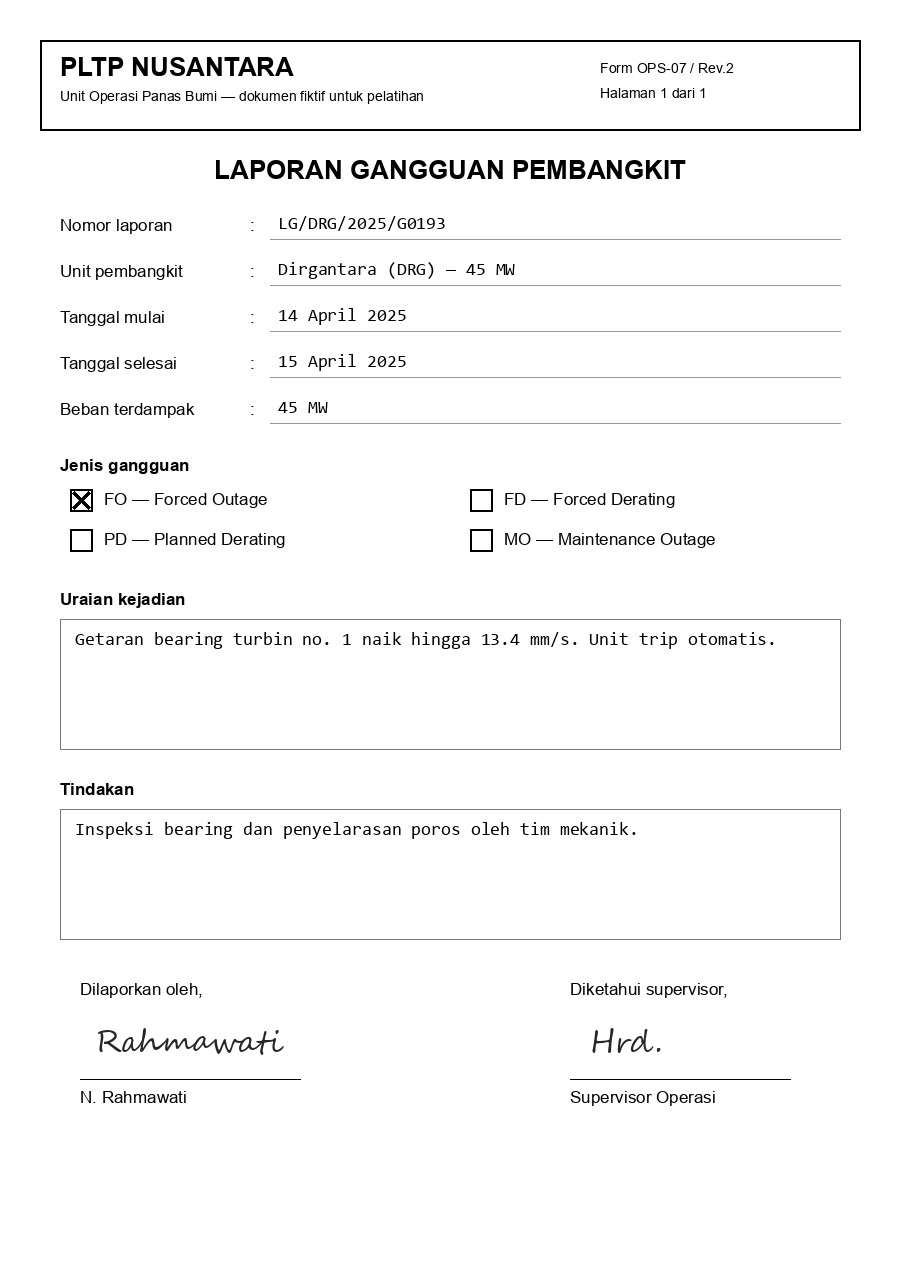 PLTP NUSANTARA
Unit Operasi Panas Bumi — dokumen fiktif untuk pelatihan
Form OPS-07 / Rev.2
Halaman 1 dari 1
LAPORAN GANGGUAN PEMBANGKIT
Nomor laporan : LG/DRG/2025/G0193
Unit pembangkit : Dirgantara (DRG) — 45 MW
Tanggal mulai : 14 April 2025
Tanggal selesai : 15 April 2025
Beban terdampak : 45 MW
Jenis gangguan
FO — Forced Outage FD — Forced Derating
PD — Planned Derating MO — Maintenance Outage
Uraian kejadian
Getaran bearing turbin no. 1 naik hingga 13.4 mm/s. Unit trip otomatis.
Tindakan
Inspeksi bearing dan penyelarasan poros oleh tim mekanik.
Dilaporkan oleh, Diketahui supervisor,
Rahmawati Hrd.
N. Rahmawati Supervisor Operasi